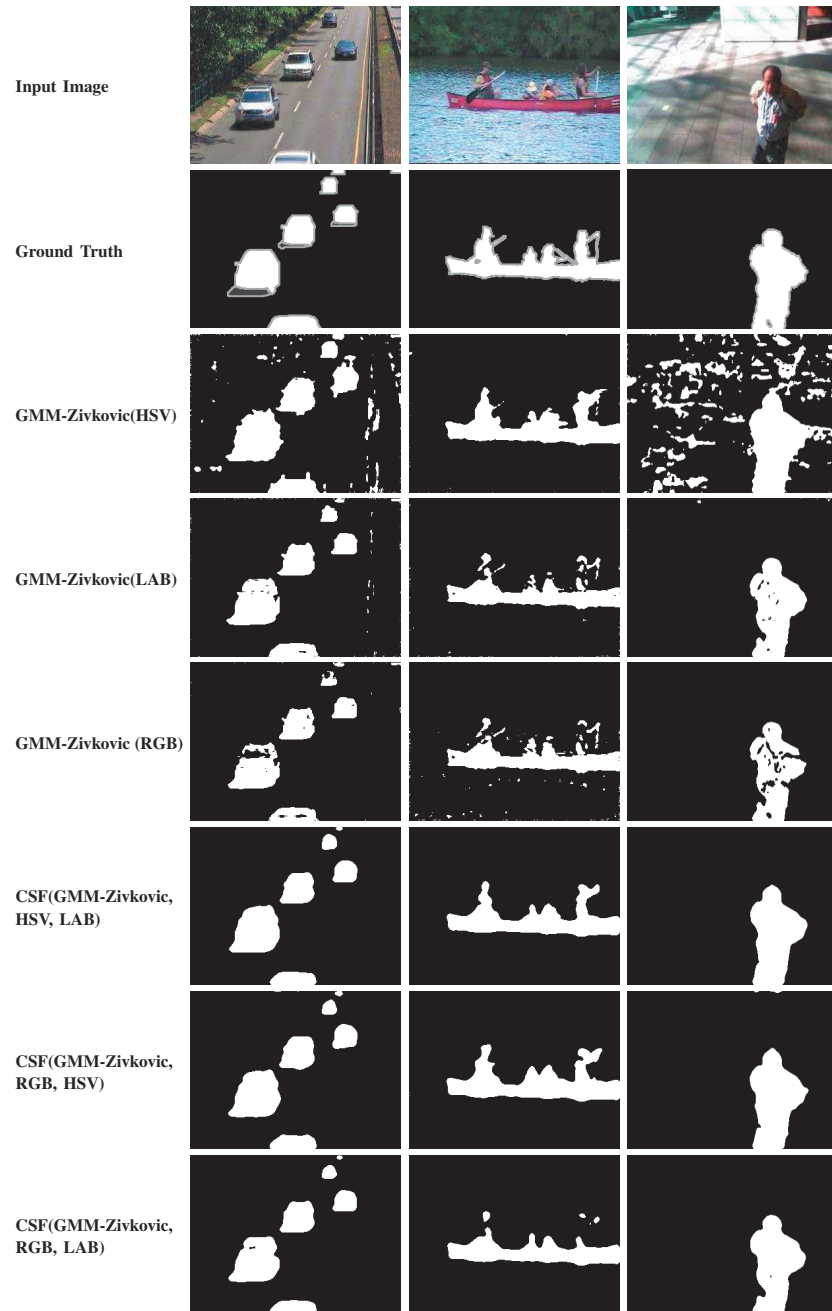 Input Image
Ground Truth
GMM-Zivkovic(HSV)
GMM-Zivkovic(LAB)
GMM-Zivkovic (RGB)
CSF(GMM-Zivkovic,
HSV, LAB)
CSF(GMM-Zivkovic,
RGB, HSV)
CSF(GMM-Zivkovic,
RGB, LAB)